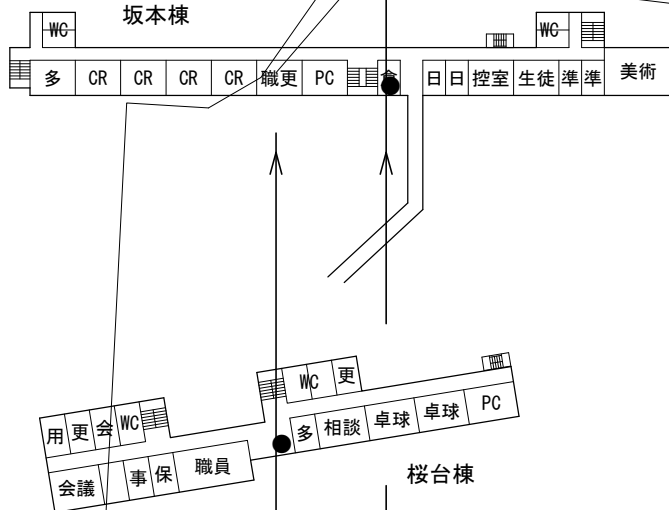 坂本棟
WC WC
多 CR CR CR CR 職更 PC 倉 日 日 控室 生徒 準 準 美術
WC 更
用 更 会 WC
多 相談 卓球 卓球 PC
会議 事 保 職員
桜台棟